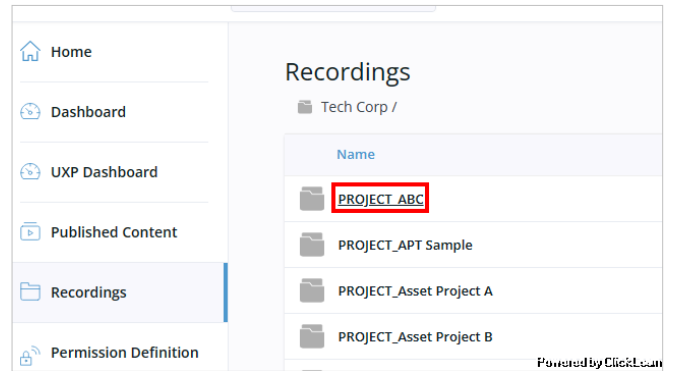 Home
Dashboard
UXP Dashboard
Published Content
Recordings
Permission Definition
Recordings
Tech Corp /
Name
PROJECT_ABC
PROJECT_APT Sample
PROJECT_Asset Project A
PROJECT_Asset Project B
Powered by ClickLearn